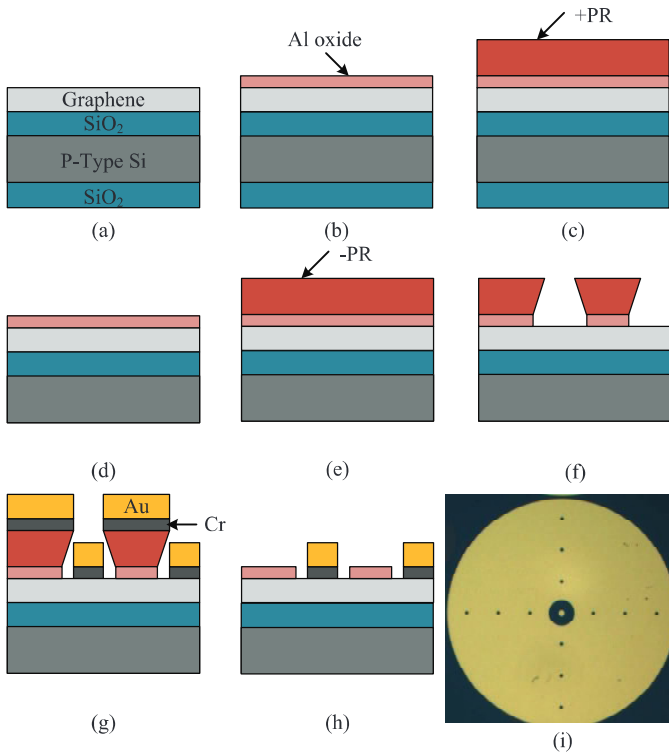 +PR
Al oxide
Graphene
SiO₂
P-Type Si
SiO₂
(a)
(b)
(c)
-PR
(d)
(e)
(f)
Au
Cr
(g)
(h)
(i)